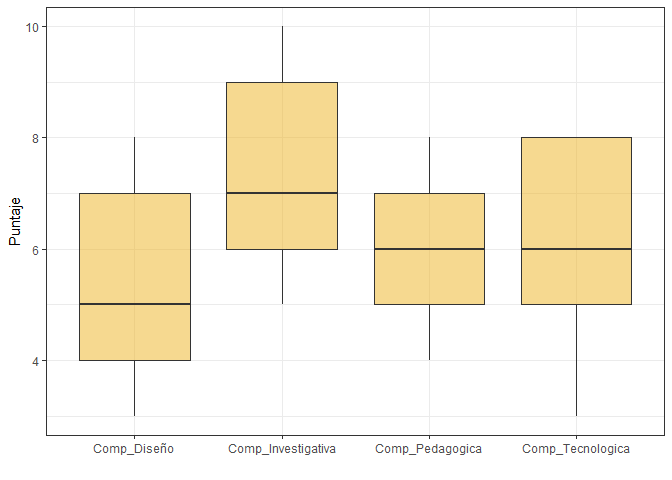 Puntaje
10
8
6
4
Comp_Diseño
Comp_Investigativa
Comp_Pedagogica
Comp_Tecnologica